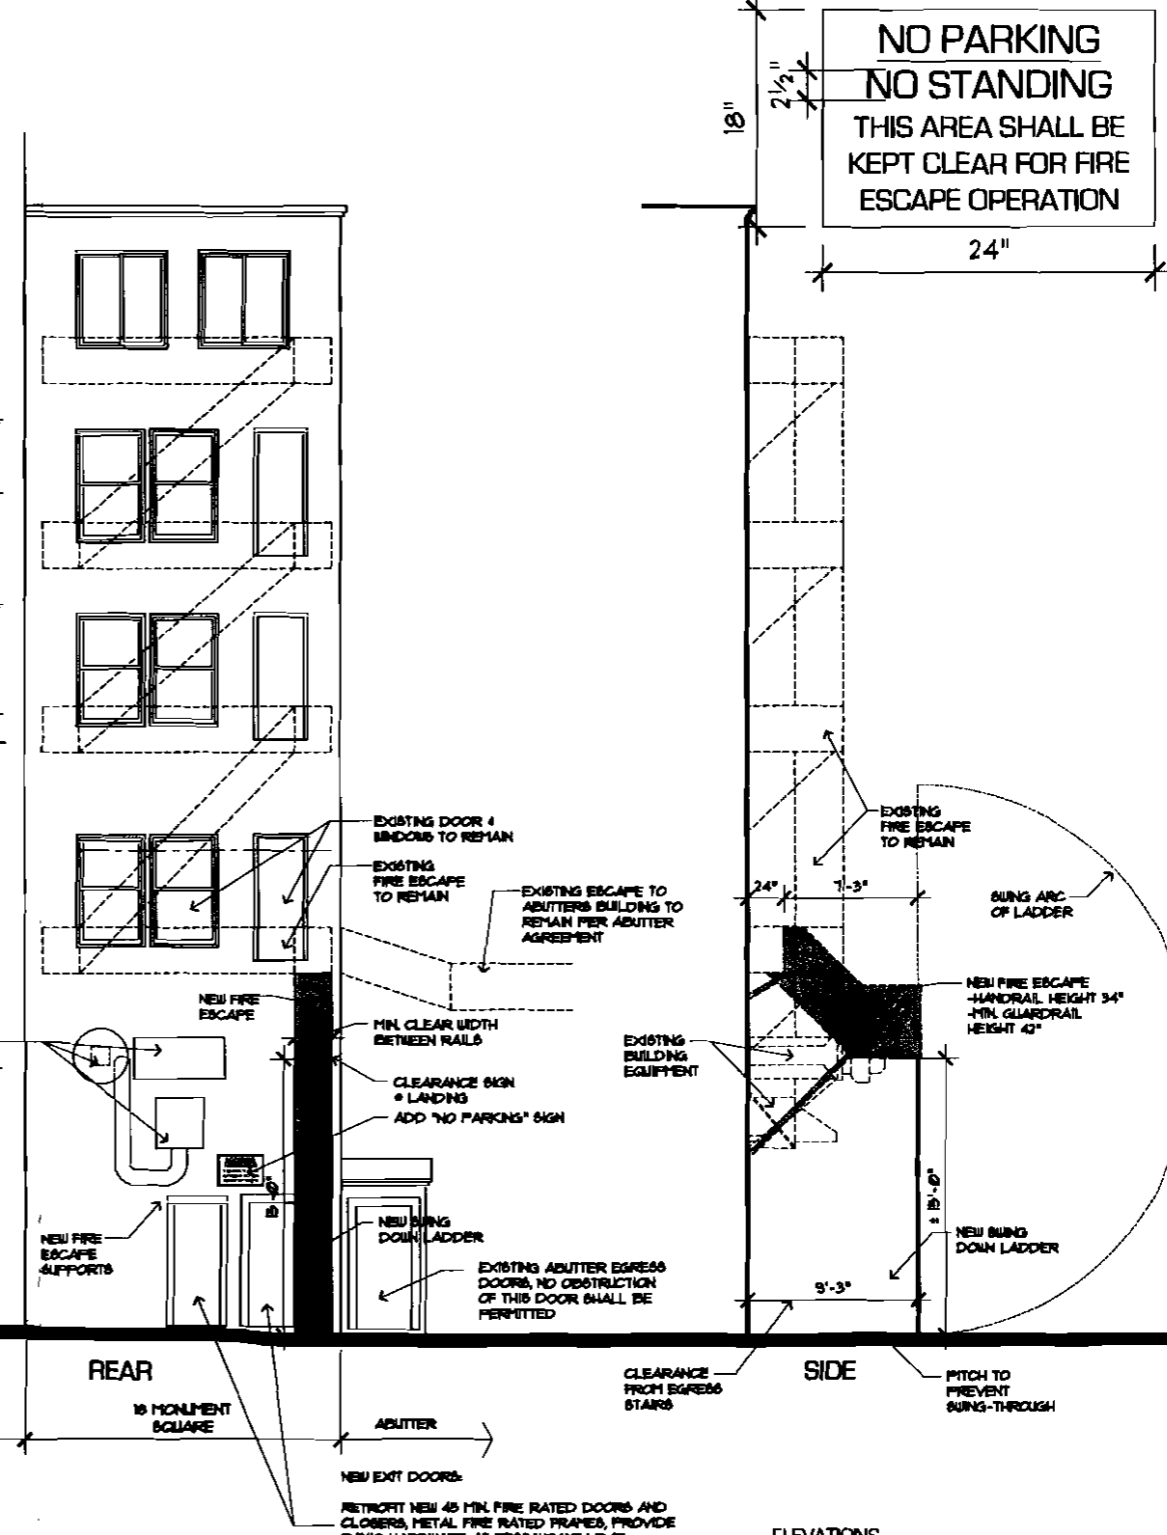 NO PARKING
NO STANDING
THIS AREA SHALL BE
KEPT CLEAR FOR FIRE
ESCAPE OPERATION
18"
2½"
24"
EXISTING DOOR &
WINDOWS TO REMAIN
EXISTING
FIRE ESCAPE
TO REMAIN
EXISTING ESCAPE TO
ABUTTERS BUILDING TO
REMAIN PER ABUTTER
AGREEMENT
NEW FIRE
ESCAPE
MIN. CLEAR WIDTH
BETWEEN RAILS
CLEARANCE SIGN
@ LANDING
ADD "NO PARKING" SIGN
NEW FIRE
ESCAPE
SUPPORTS
NEW SWING
DOWN LADDER
EXISTING ABUTTER EGRESS
DOORS, NO OBSTRUCTION
OF THIS DOOR SHALL BE
PERMITTED
EXISTING
FIRE ESCAPE
TO REMAIN
24"
7'-3"
SWING ARC
OF LADDER
NEW FIRE ESCAPE
-HANDRAIL HEIGHT 34"
-MIN. GUARDRAIL
HEIGHT 42"
EXISTING
BUILDING
EQUIPMENT
NEW SWING
DOWN LADDER
9'-3"
REAR
SIDE
CLEARANCE
FROM EGRESS
STAIRS
PITCH TO
PREVENT
SWING-THROUGH
18 MONUMENT
SQUARE
ABUTTER
NEW EXIT DOORS:
RETROFIT NEW 45 MIN. FIRE RATED DOORS AND
CLOSERS, METAL FIRE RATED FRAMES, PROVIDE
ELEVATIONS